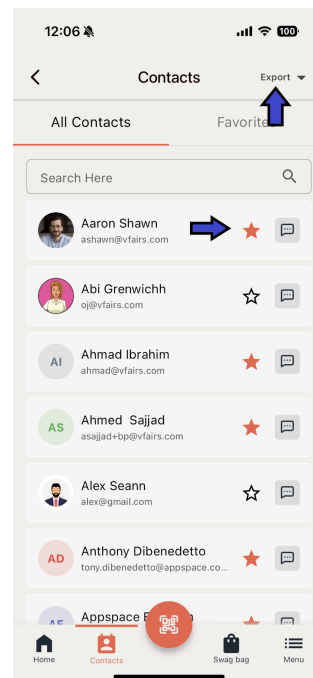 12:06
100
Contacts
Export
All Contacts
Favorite
Search Here
Aaron Shawn
ashawn@vfairs.com
Abi Grenwichh
oj@vfairs.com
AI
Ahmad Ibrahim
ahmad@vfairs.com
AS
Ahmed Sajjad
asajjad+bp@vfairs.com
Alex Seann
alex@gmail.com
AD
Anthony Dibenedetto
tony.dibenedetto@appspace.co...
Appspace
Home
Contacts
Swag bag
Menu